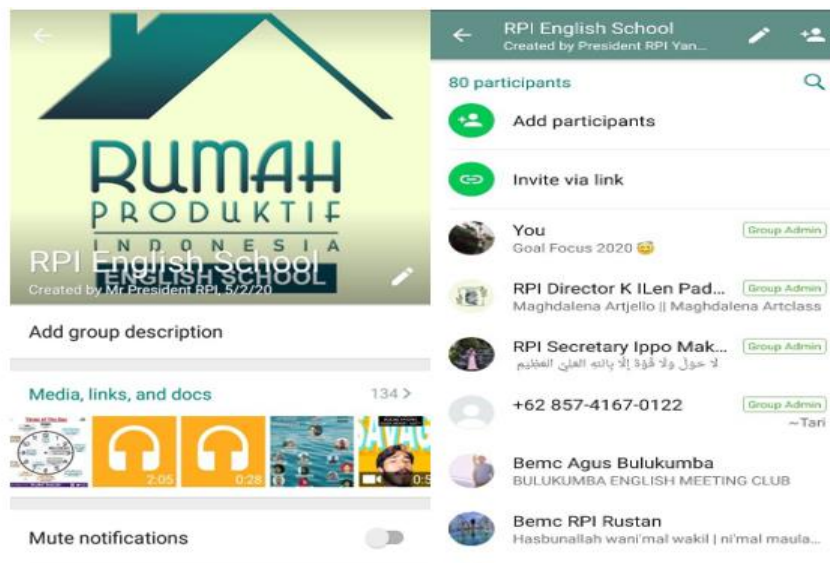 RUMAH
PRODUKTIF
INDONESIA
ENGLISH SCHOOL
RPI English School
Created by Mr President RPI, 5/2/20
Add group description
Media, links, and docs
134 >
2:05
0:28
SAVAG
Mute notifications
RPI English School
Created by President RPI Yan...
80 participants
Add participants
Invite via link
You
Group Admin
Goal Focus 2020 😇
RPI Director K ILen Pad...
Group Admin
Maghdalena Artjello || Maghdalena Artclass
RPI Secretary Ippo Mak...
Group Admin
لا حول ولا قوة إلا بالله العلي العظيم
+62 857-4167-0122
Group Admin
~Tari
Bemc Agus Bulukumba
BULUKUMBA ENGLISH MEETING CLUB
Bemc RPI Rustan
Hasbunallah wani'mal wakil | ni'mal maula...